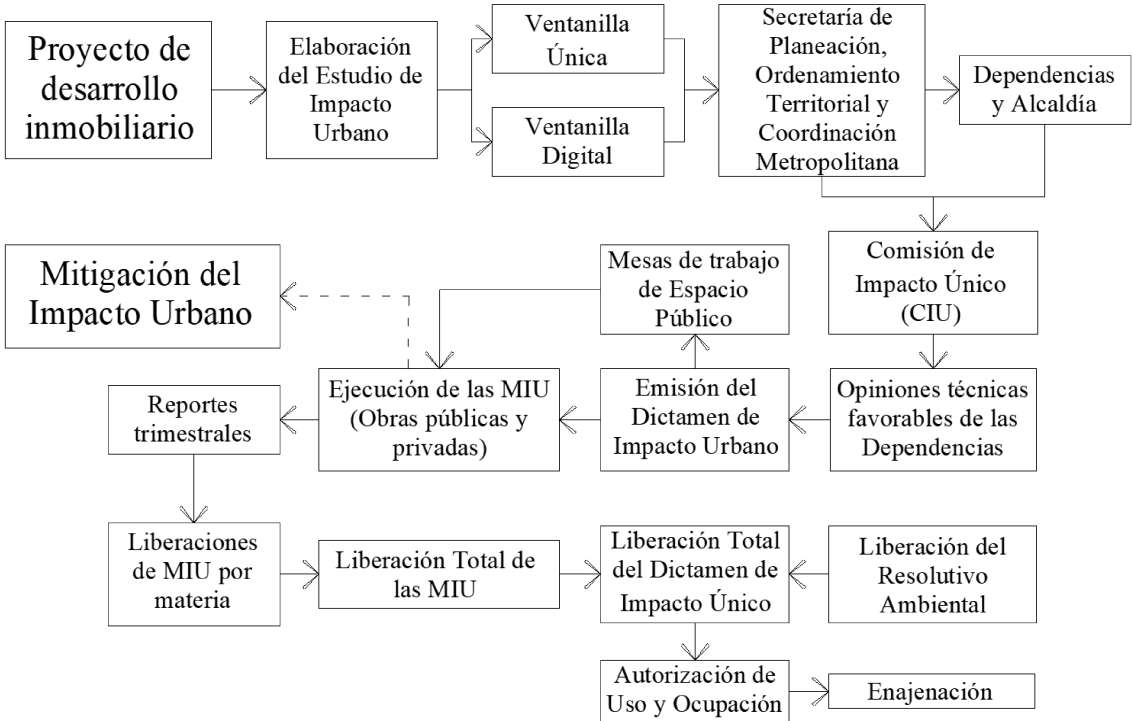 Proyecto de
desarrollo
inmobiliario
Elaboración
del Estudio de
Impacto
Urbano
Ventanilla
Única
Ventanilla
Digital
Secretaría de
Planeación,
Ordenamiento
Territorial y
Coordinación
Metropolitana
Dependencias
y Alcaldía
Comisión de
Impacto Único
(CIU)
Opiniones técnicas
favorables de las
Dependencias
Emisión del
Dictamen de
Impacto Urbano
Mesas de trabajo
de Espacio
Público
Ejecución de las MIU
(Obras públicas y
privadas)
Mitigación del
Impacto Urbano
Reportes
trimestrales
Liberaciones
de MIU por
materia
Liberación Total de
las MIU
Liberación Total
del Dictamen de
Impacto Único
Liberación del
Resolutivo
Ambiental
Autorización de
Uso y Ocupación
Enajenación